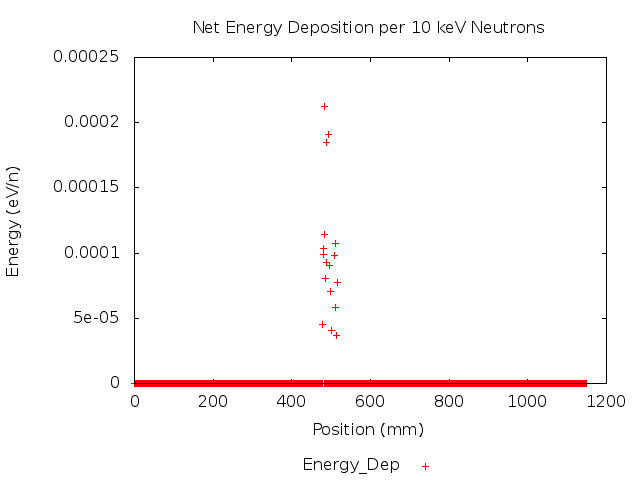 Net Energy Deposition per 10 keV Neutrons
0.00025
0.0002
0.00015
0.0001
5e-05
0
Energy (eV/n)
0 200 400 600 800 1000 1200
Position (mm)
Energy_Dep